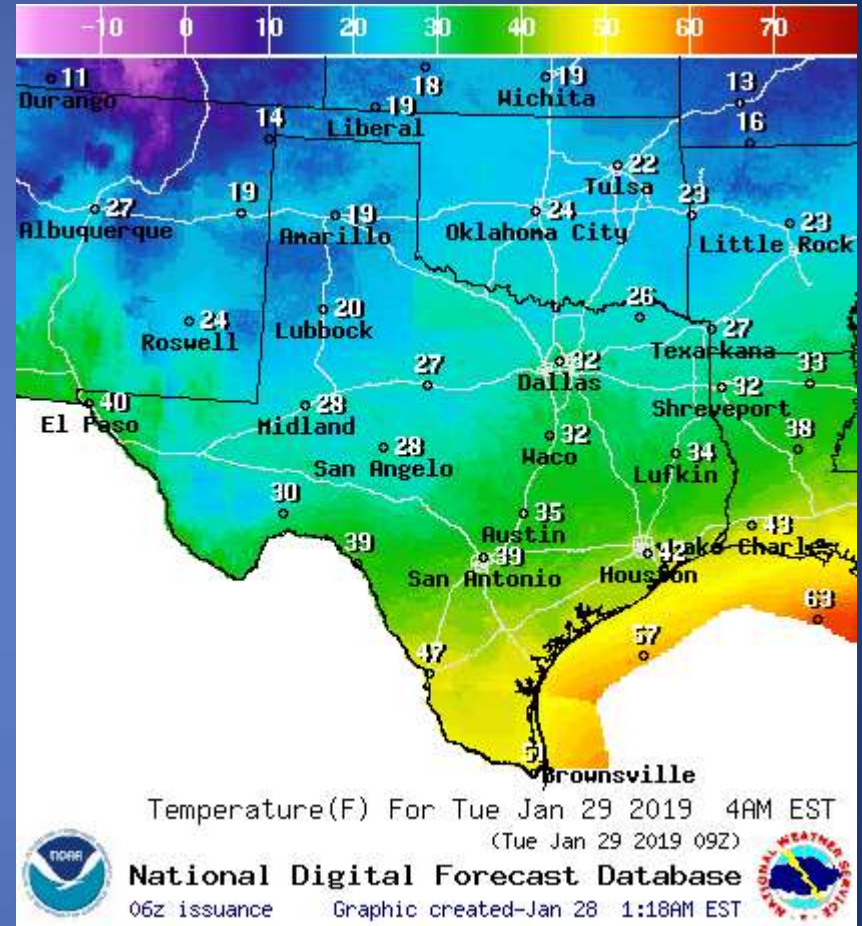 -10 0 10 20 30 40 50 60 70
11
Durango
18
19
Wichita
13
19
Liberal
14
16
22
Tulsa
27
Albuquerque
19
19
Amarillo
24
Oklahoma City
23
23
Little Rock
24
Roswell
20
Lubbock
26
27
Texarkana
32
Dallas
27
33
32
Shreveport
40
El Paso
28
Midland
28
San Angelo
32
Waco
34
Lufkin
38
30
35
Austin
43
Lake Charles
39
39
San Antonio
42
Houston
63
57
47
51
Brownsville
Temperature(F) For Tue Jan 29 2019 4AM EST
(Tue Jan 29 2019 09Z)
National Digital Forecast Database
06z issuance Graphic created-Jan 28 1:18AM EST
NOAA
NATIONAL WEATHER SERVICE